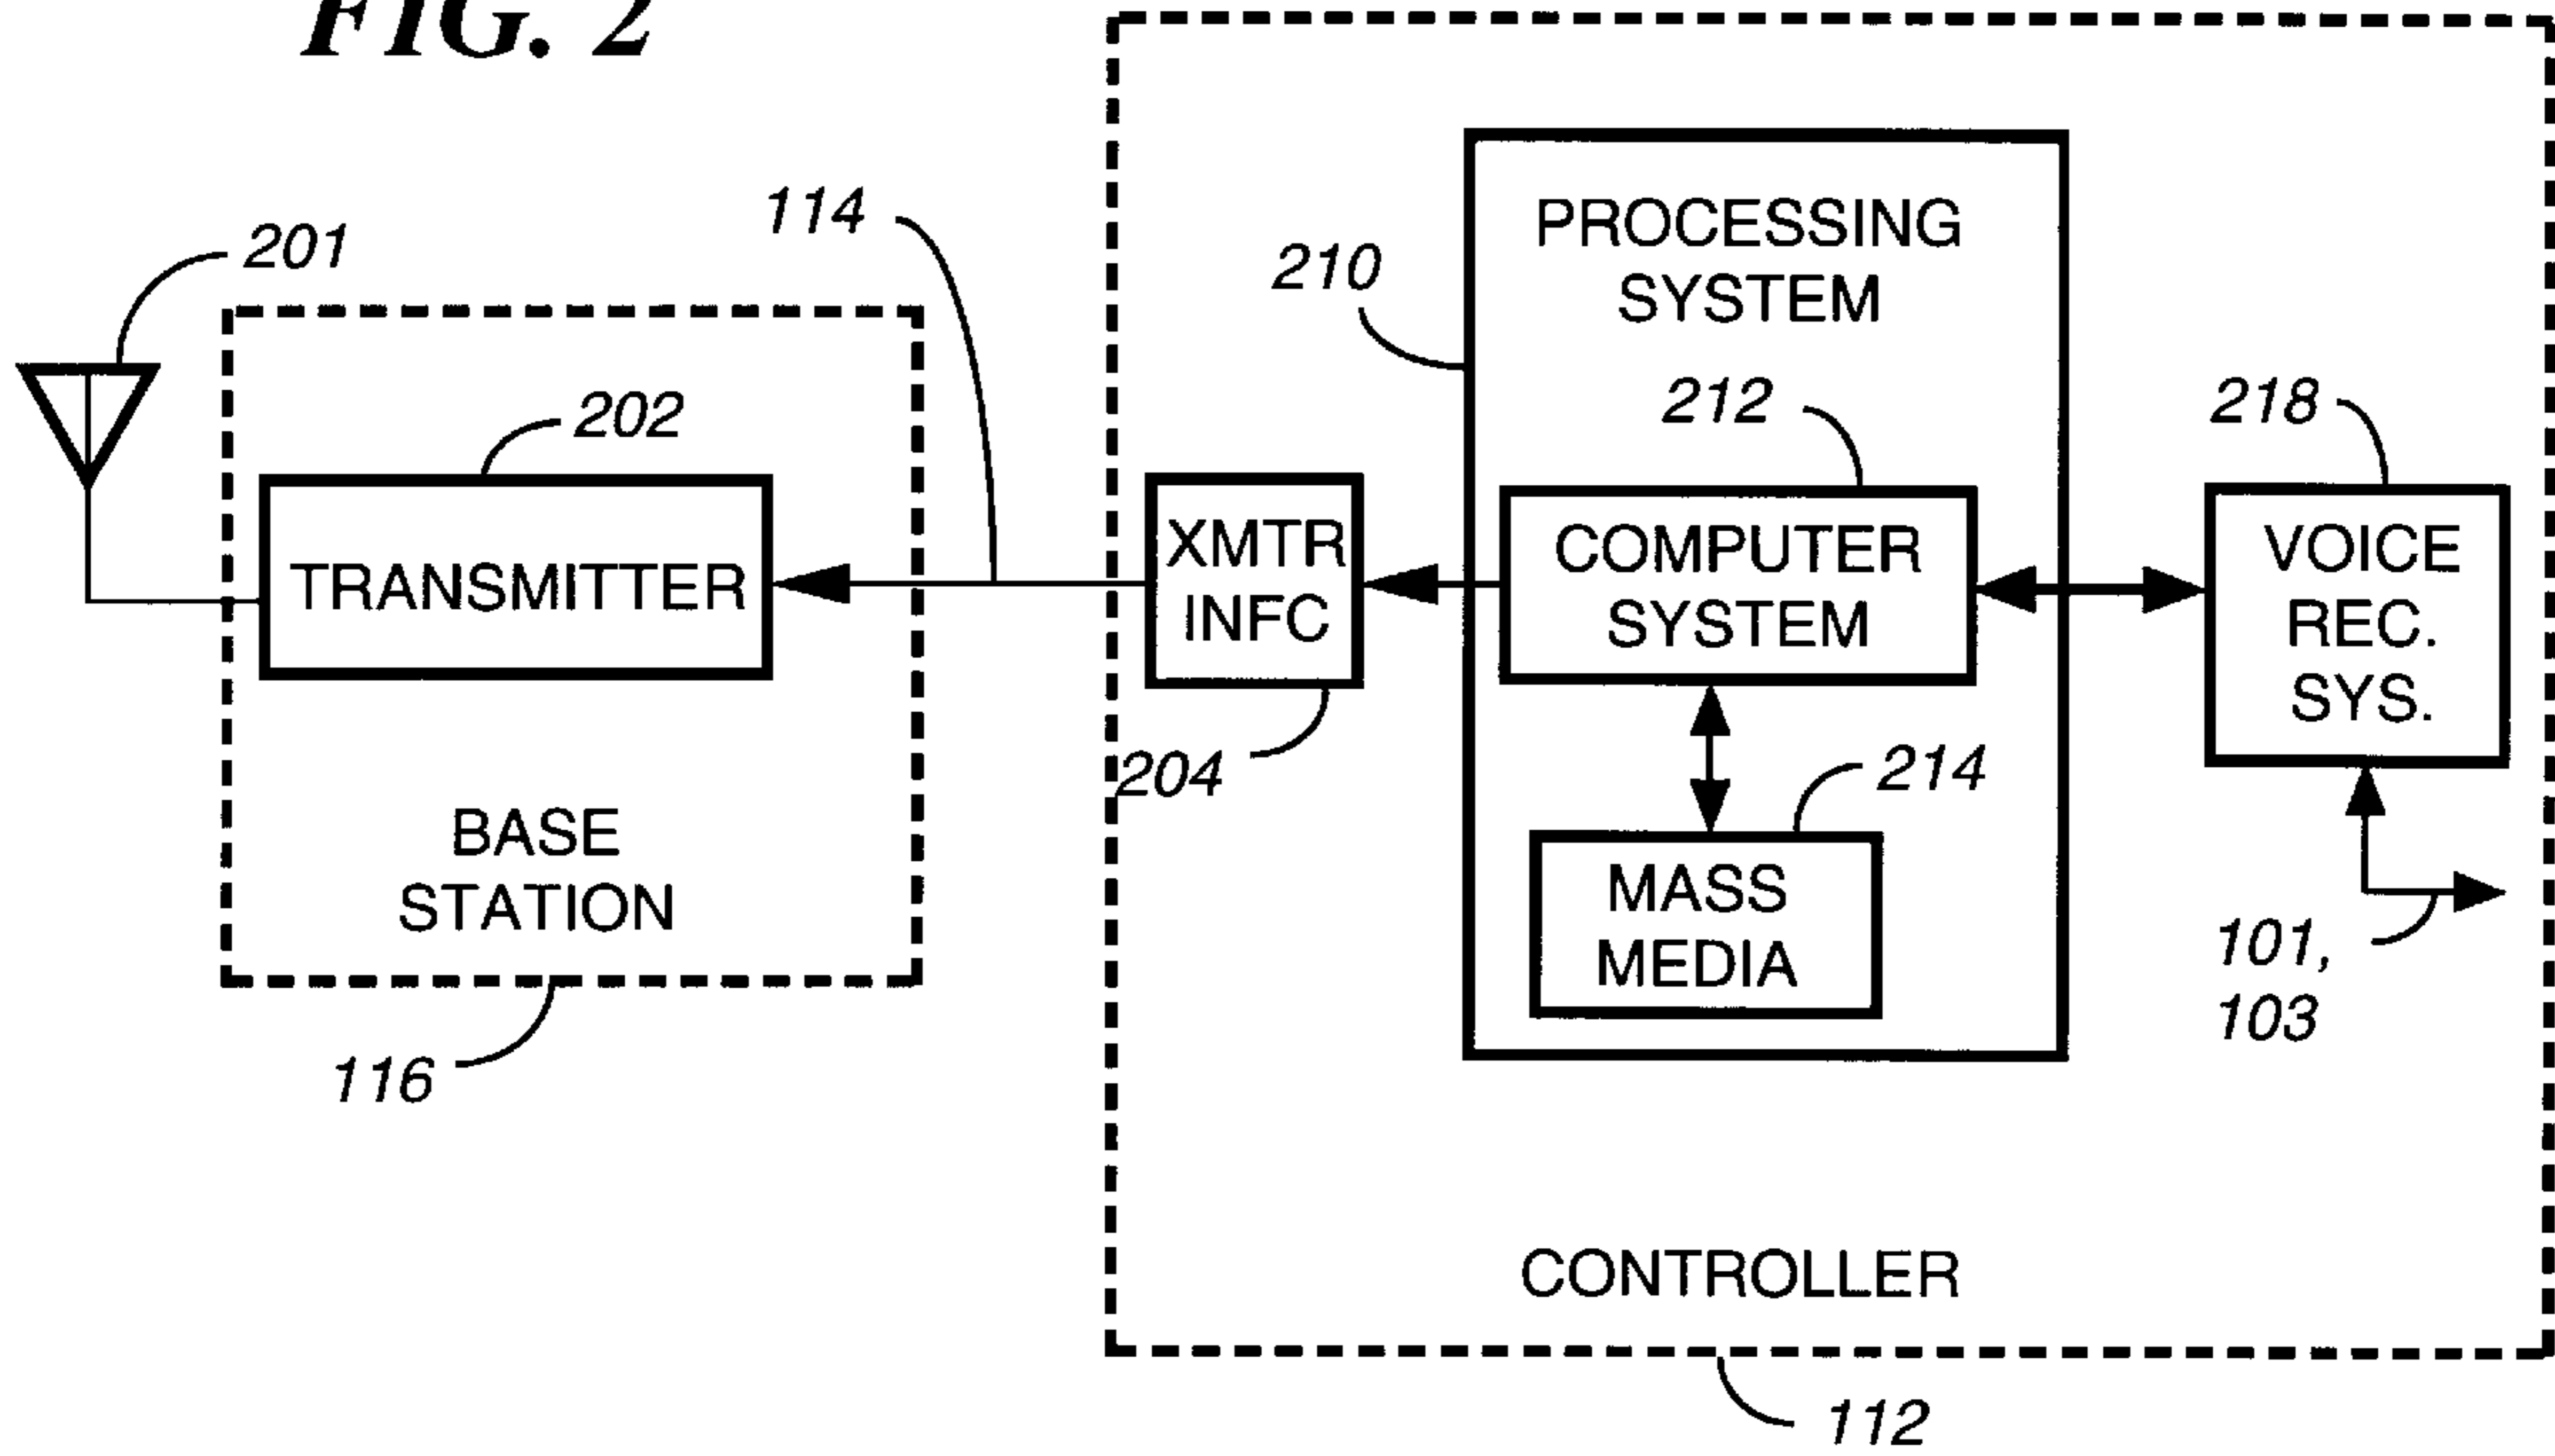 FIG. 2
201
114
202
TRANSMITTER
BASE
STATION
116
XMTR
INFC
204
210
PROCESSING
SYSTEM
212
COMPUTER
SYSTEM
214
MASS
MEDIA
218
VOICE
REC.
SYS.
101,
103
CONTROLLER
112